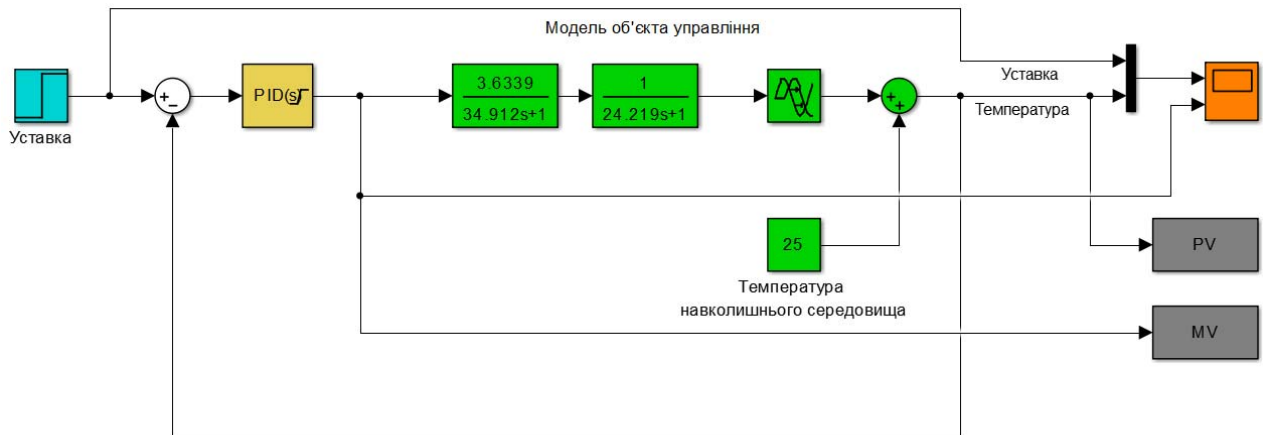 Модель об'єкта управління
Уставка
+
−
PID(s)
3.6339
34.912s+1
1
24.219s+1
+
+
Уставка
Температура
25
Температура
навколишнього середовища
PV
MV